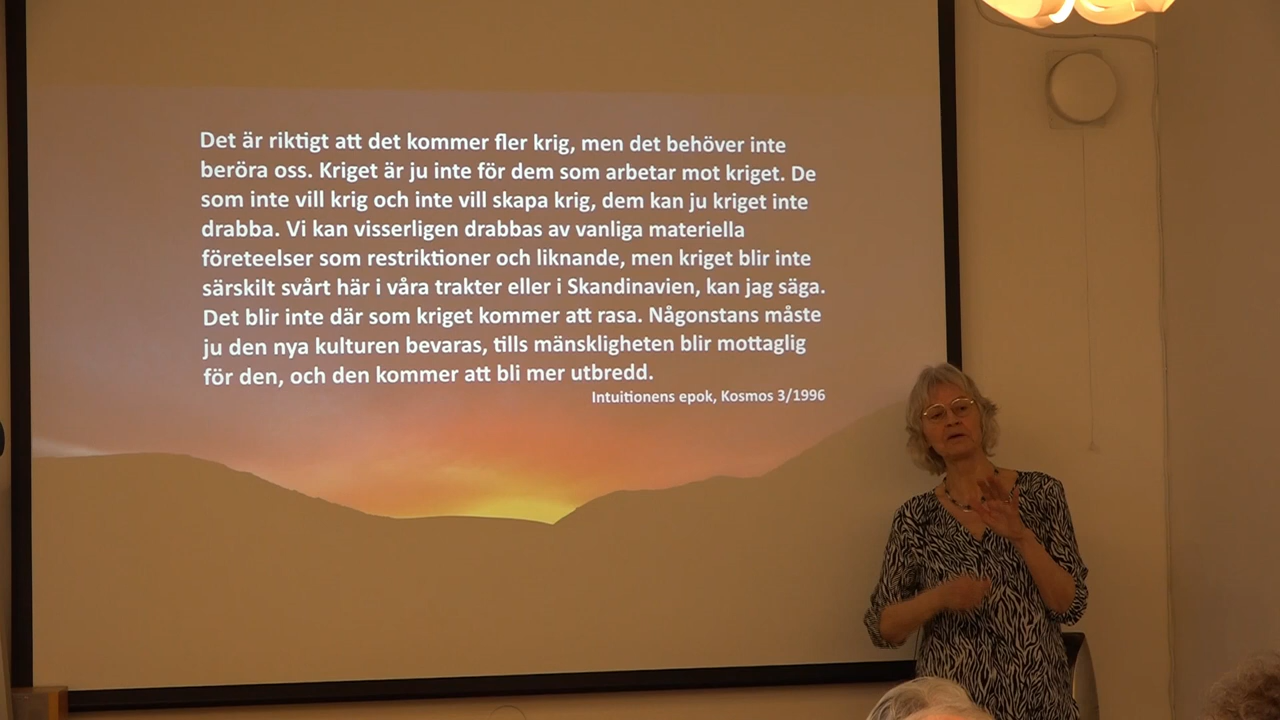 Det är riktigt att det kommer fler krig, men det behöver inte
beröra oss. Kriget är ju inte för dem som arbetar mot kriget. De
som inte vill krig och inte vill skapa krig, dem kan ju kriget inte
drabba. Vi kan visserligen drabbas av vanliga materiella
företeelser som restriktioner och liknande, men kriget blir inte
särskilt svårt här i våra trakter eller i Skandinavien, kan jag säga.
Det blir inte där som kriget kommer att rasa. Någonstans måste
ju den nya kulturen bevaras, tills mänskligheten blir mottaglig
för den, och den kommer att bli mer utbredd.
Intuitionens epok, Kosmos 3/1996